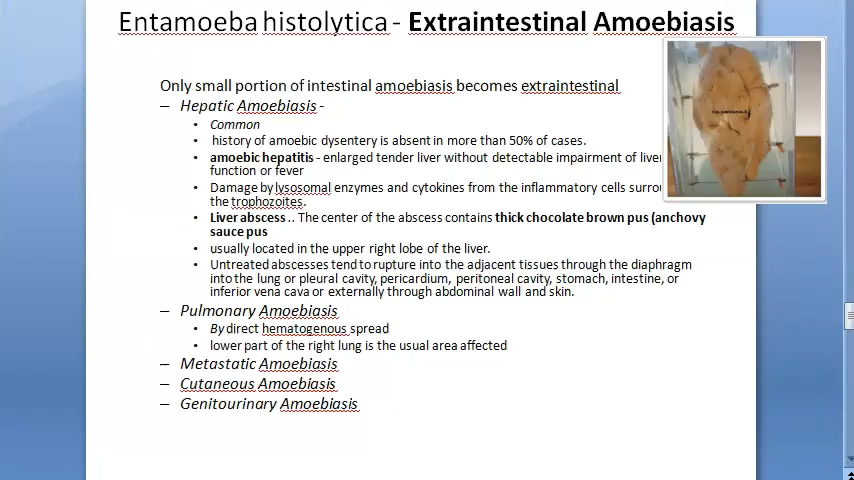 Entamoeba histolytica - Extraintestinal Amoebiasis
Only small portion of intestinal amoebiasis becomes extraintestinal
– Hepatic Amoebiasis -
• Common
• history of amoebic dysentery is absent in more than 50% of cases.
• amoebic hepatitis - enlarged tender liver without detectable impairment of liver
function or fever
• Damage by lysosomal enzymes and cytokines from the inflammatory cells
the trophozoites.
• Liver abscess .. The center of the abscess contains thick chocolate brown pus (anchovy
sauce pus
• usually located in the upper right lobe of the liver.
• Untreated abscesses tend to rupture into the adjacent tissues through the diaphragm
into the lung or pleural cavity, pericardium, peritoneal cavity, stomach, intestine, or
inferior vena cava or externally through abdominal wall and skin.
– Pulmonary Amoebiasis
• By direct hematogenous spread
• lower part of the right lung is the usual area affected
– Metastatic Amoebiasis
– Cutaneous Amoebiasis
– Genitourinary Amoebiasis